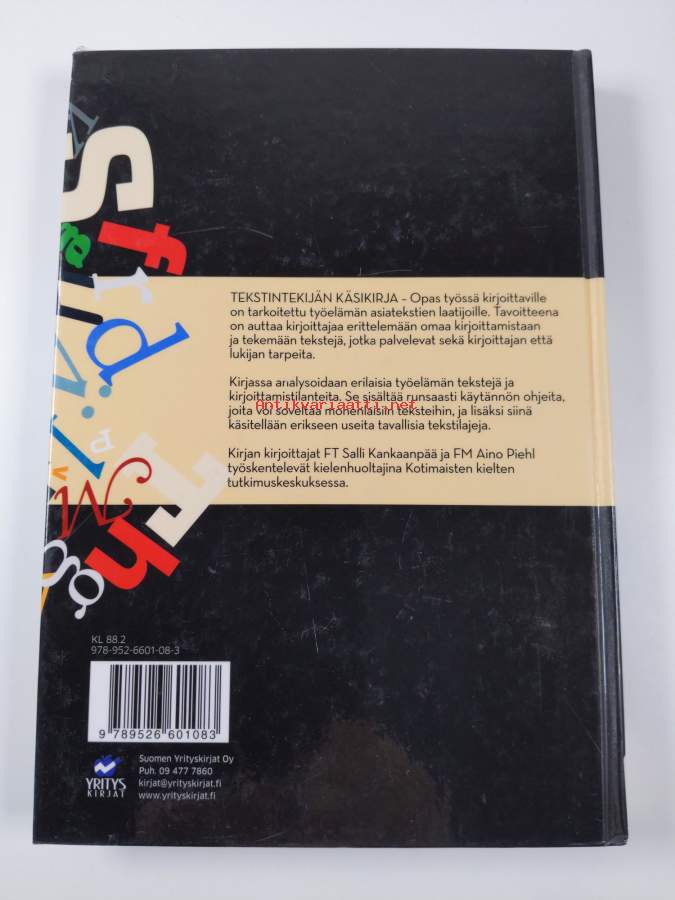 TEKSTINTEKIJÄN KÄSIKIRJA – Opas työssä kirjoittaville
on tarkoitettu työelämän asiatekstien laatijoille. Tavoitteena
on auttaa kirjoittajaa erittelemään omaa kirjoittamistaan
ja tekemään tekstejä, jotka palvelevat sekä kirjoittajan että
lukijan tarpeita.
Kirjassa analysoidaan erilaisia työelämän tekstejä ja
kirjoittamistilanteita. Se sisältää runsaasti käytännön ohjeita,
Antikvariaatti.net
joita voi soveltaa monenlaisiin teksteihin, ja lisäksi siinä
käsitellään erikseen useita tavallisia tekstilajeja.
Kirjan kirjoittajat FT Salli Kankaanpää ja FM Aino Piehl
työskentelevät kielenhuoltajina Kotimaisten kielten
tutkimuskeskuksessa.
KL 88.2
978-952-6601-08-3
9 789526 601083
YRITYS
KIRJAT
Suomen Yrityskirjat Oy
Puh. 09 477 7860
kirjat@yrityskirjat.fi
www.yrityskirjat.fi